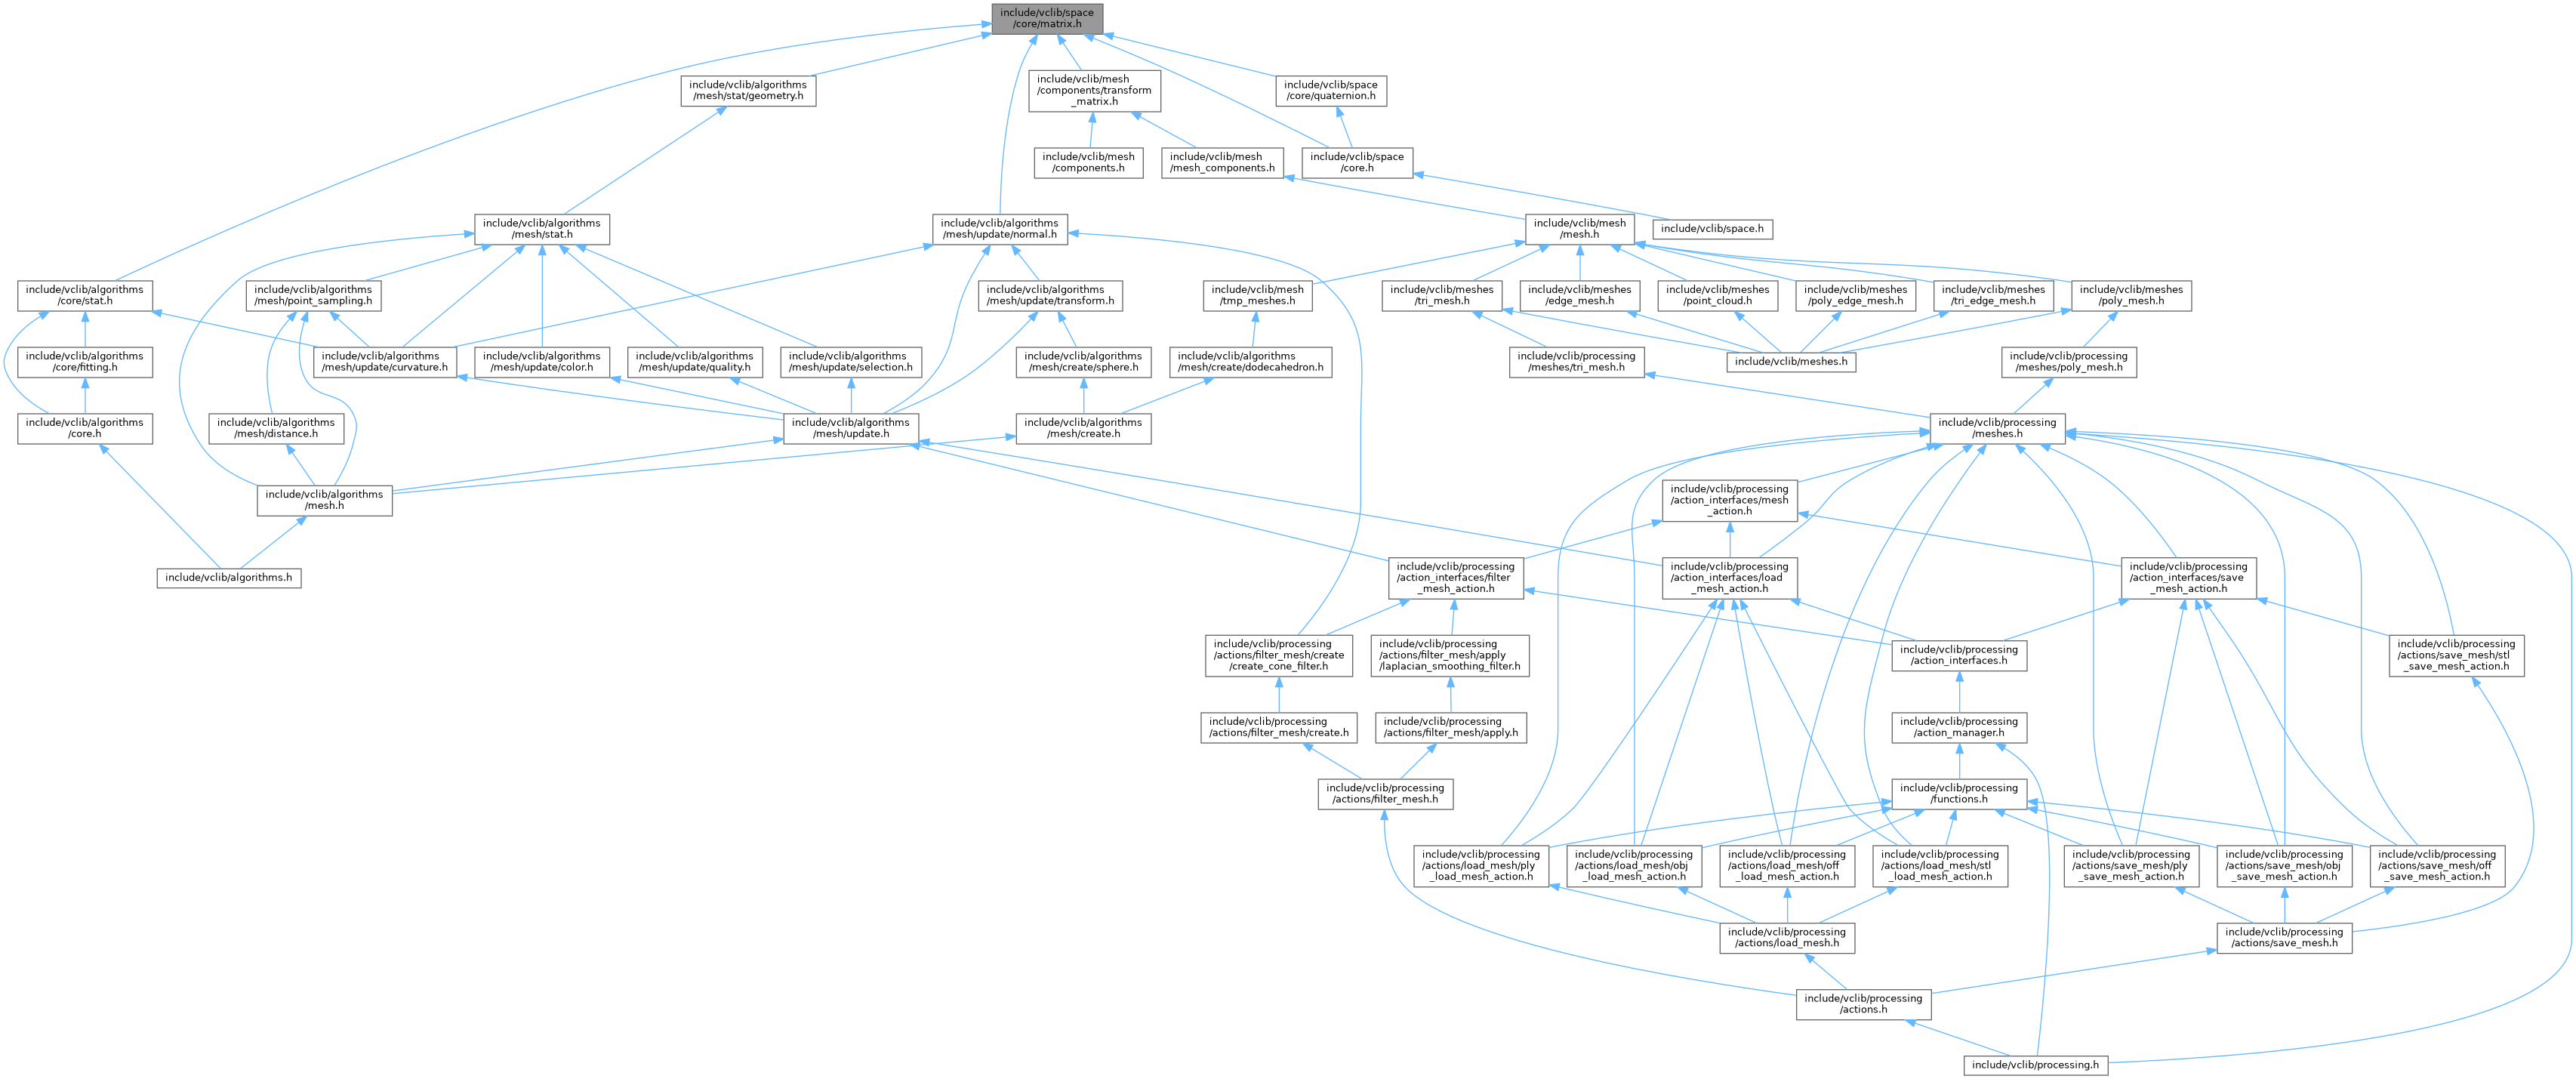 include/vclib/space
/core/matrix.h
include/vclib/algorithms
/mesh/stat/geometry.h
include/vclib/mesh
/components/transform
_matrix.h
include/vclib/space
/core/quaternion.h
include/vclib/mesh
/components.h
include/vclib/mesh
/mesh_components.h
include/vclib/space
/core.h
include/vclib/algorithms
/mesh/stat.h
include/vclib/algorithms
/mesh/update/normal.h
include/vclib/mesh
/mesh.h
include/vclib/space.h
include/vclib/algorithms
/core/stat.h
include/vclib/algorithms
/mesh/point_sampling.h
include/vclib/algorithms
/mesh/update/transform.h
include/vclib/mesh
/tmp_meshes.h
include/vclib/meshes
/tri_mesh.h
include/vclib/meshes
/edge_mesh.h
include/vclib/meshes
/point_cloud.h
include/vclib/meshes
/poly_edge_mesh.h
include/vclib/meshes
/tri_edge_mesh.h
include/vclib/meshes
/poly_mesh.h
include/vclib/algorithms
/core/fitting.h
include/vclib/algorithms
/mesh/update/curvature.h
include/vclib/algorithms
/mesh/update/color.h
include/vclib/algorithms
/mesh/update/quality.h
include/vclib/algorithms
/mesh/update/selection.h
include/vclib/algorithms
/mesh/create/sphere.h
include/vclib/algorithms
/mesh/create/dodecahedron.h
include/vclib/processing
/meshes/tri_mesh.h
include/vclib/meshes.h
include/vclib/processing
/meshes/poly_mesh.h
include/vclib/algorithms
/core.h
include/vclib/algorithms
/mesh/distance.h
include/vclib/algorithms
/mesh/update.h
include/vclib/algorithms
/mesh/create.h
include/vclib/processing
/meshes.h
include/vclib/algorithms
/mesh.h
include/vclib/processing
/action_interfaces/mesh
_action.h
include/vclib/algorithms.h
include/vclib/processing
/action_interfaces/filter
_mesh_action.h
include/vclib/processing
/action_interfaces/load
_mesh_action.h
include/vclib/processing
/action_interfaces/save
_mesh_action.h
include/vclib/processing
/actions/filter_mesh/create
/create_cone_filter.h
include/vclib/processing
/actions/filter_mesh/apply
/laplacian_smoothing_filter.h
include/vclib/processing
/action_interfaces.h
include/vclib/processing
/actions/save_mesh/stl
_save_mesh_action.h
include/vclib/processing
/actions/filter_mesh/create.h
include/vclib/processing
/actions/filter_mesh/apply.h
include/vclib/processing
/action_manager.h
include/vclib/processing
/actions/filter_mesh.h
include/vclib/processing
/functions.h
include/vclib/processing
/actions/load_mesh/ply
_load_mesh_action.h
include/vclib/processing
/actions/load_mesh/obj
_load_mesh_action.h
include/vclib/processing
/actions/load_mesh/off
_load_mesh_action.h
include/vclib/processing
/actions/load_mesh/stl
_load_mesh_action.h
include/vclib/processing
/actions/save_mesh/ply
_save_mesh_action.h
include/vclib/processing
/actions/save_mesh/obj
_save_mesh_action.h
include/vclib/processing
/actions/save_mesh/off
_save_mesh_action.h
include/vclib/processing
/actions/load_mesh.h
include/vclib/processing
/actions/save_mesh.h
include/vclib/processing
/actions.h
include/vclib/processing.h